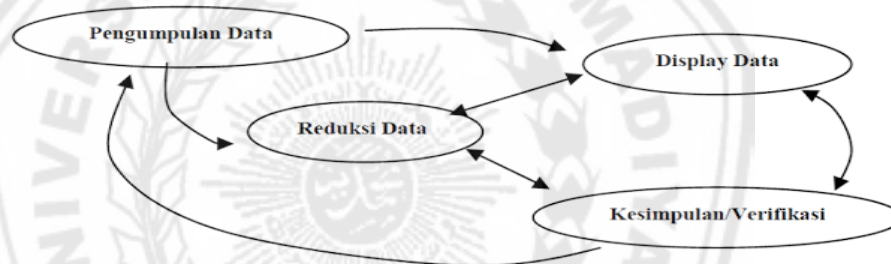 Pengumpulan Data
Display Data
Reduksi Data
Kesimpulan/Verifikasi